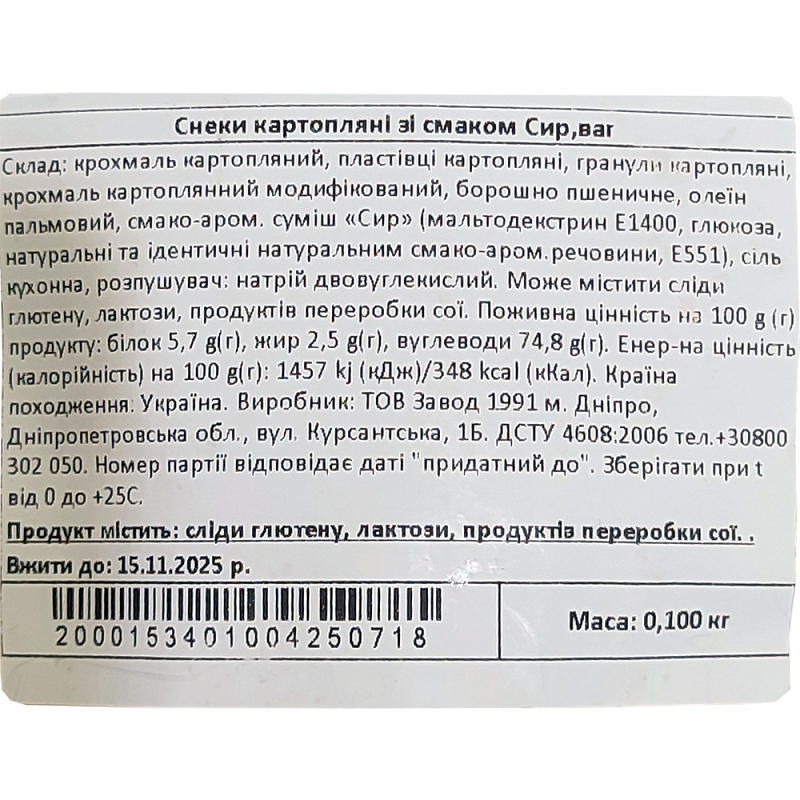 Снеки картопляні зі смаком Сир,ваг
Склад: крохмаль картопляний, пластівці картопляні, гранули картопляні,
крохмаль картоплянний модифікований, борошно пшеничне, олеїн
пальмовий, смако-аром. суміш «Сир» (мальтодекстрин Е1400, глюкоза,
натуральні та ідентичні натуральним смако-аром.речовини, Е551), сіль
кухонна, розпушувач: натрій двовуглекислий. Може містити сліди
глютену, лактози, продуктів переробки сої. Поживна цінність на 100 g (г)
продукту: білок 5,7 g(г), жир 2,5 g(г), вуглеводи 74,8 g(г). Енер-на цінність
(калорійність) на 100 g(г): 1457 kj (кДж)/348 kcal (кКал). Країна
походження: Україна. Виробник: ТОВ Завод 1991 м. Дніпро,
Дніпропетровська обл., вул. Курсантська, 1Б. ДСТУ 4608:2006 тел.+30800
302 050. Номер партії відповідає даті "придатний до". Зберігати при t
від 0 до +25С.
Продукт містить: сліди глютену, лактози, продуктів переробки сої. .
Вжити до: 15.11.2025 р.
2000153401004250718
Маса: 0,100 кг